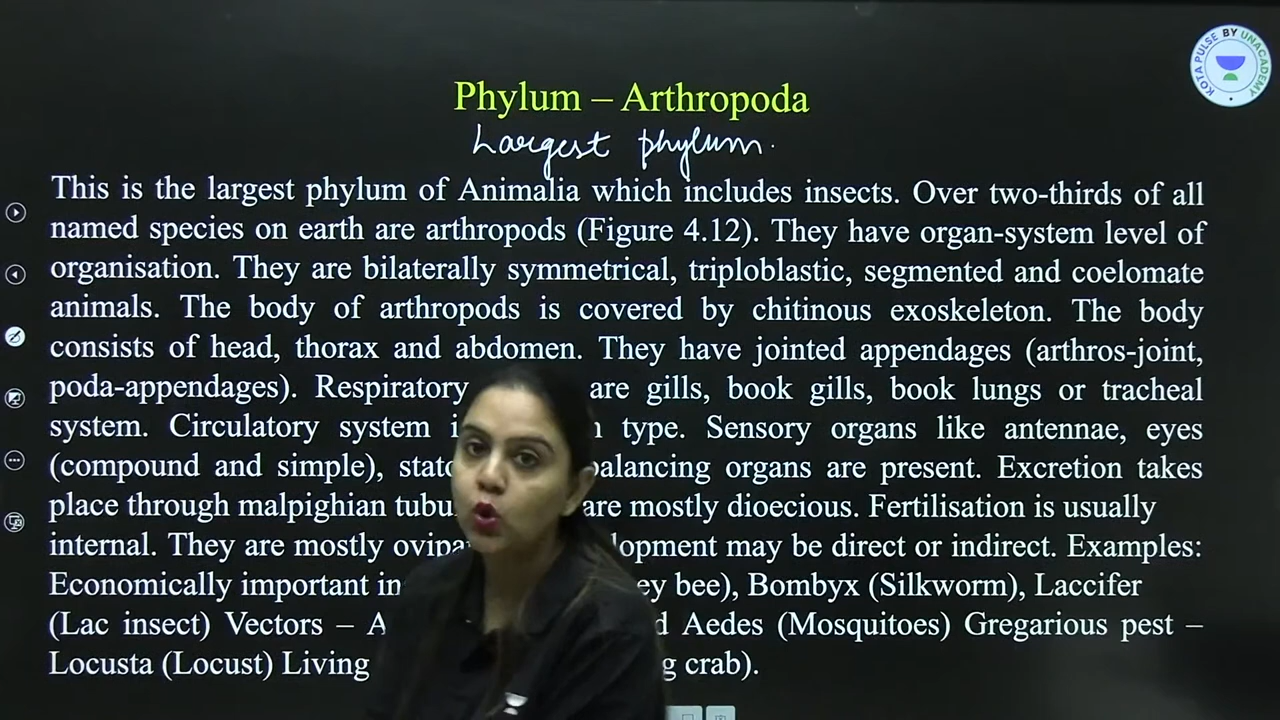 KOTA PULSE BY UNACADEMY
Phylum – Arthropoda
Largest phylum.
This is the largest phylum of Animalia which includes insects. Over two-thirds of all
named species on earth are arthropods (Figure 4.12). They have organ-system level of
organisation. They are bilaterally symmetrical, triploblastic, segmented and coelomate
animals. The body of arthropods is covered by chitinous exoskeleton. The body
consists of head, thorax and abdomen. They have jointed appendages (arthros-joint,
poda-appendages). Respiratory are gills, book gills, book lungs or tracheal
system. Circulatory system type. Sensory organs like antennae, eyes
(compound and simple), balancing organs are present. Excretion takes
place through malpighian are mostly dioecious. Fertilisation is usually
internal. They are mostly may be direct or indirect. Examples:
Economically important bee), Bombyx (Silkworm), Laccifer
(Lac insect) Vectors – Aedes (Mosquitoes) Gregarious pest –
Locusta (Locust) Living crab).